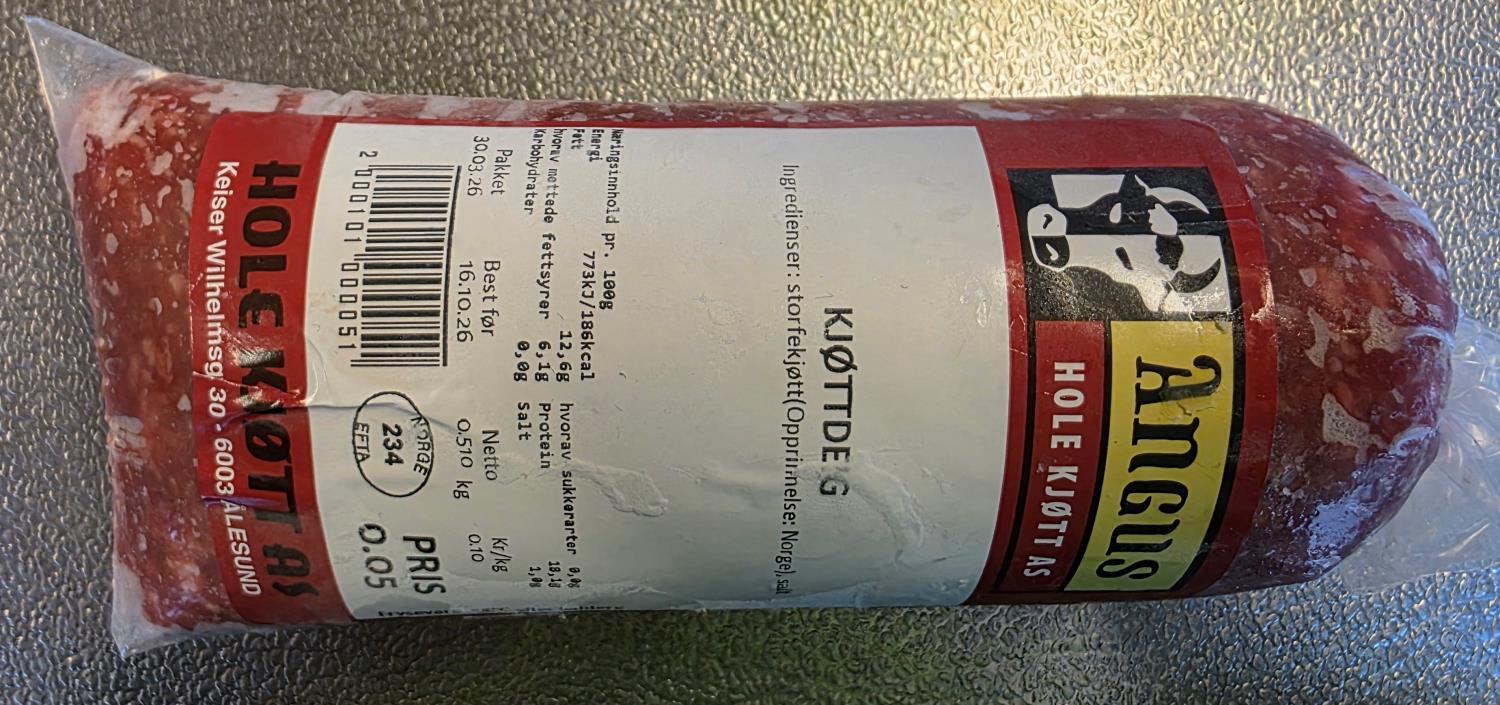 ANGUS
HOLE KJØTT AS
KJØTTDEIG
Ingredienser: storfekjøtt(Opprinnelse: Norge), salt
Næringsinnhold pr. 100g
Energi 773kJ/186kcal
Fett 12,6g hvorav sukkerarter 0,0g
hvorav mettede fettsyrer 6,1g Protein 18,1g
Karbohydrater 0,0g Salt 1,0g
Pakket Best før Netto Kr/kg
30.03.26 16.10.26 0.510 kg 0.10
2 000101 000051
NORGE
234
EFTA
PRIS
0.05
HOLE KJØTT AS
Keiser Wilhelmsg. 30 - 6003 ÅLESUND